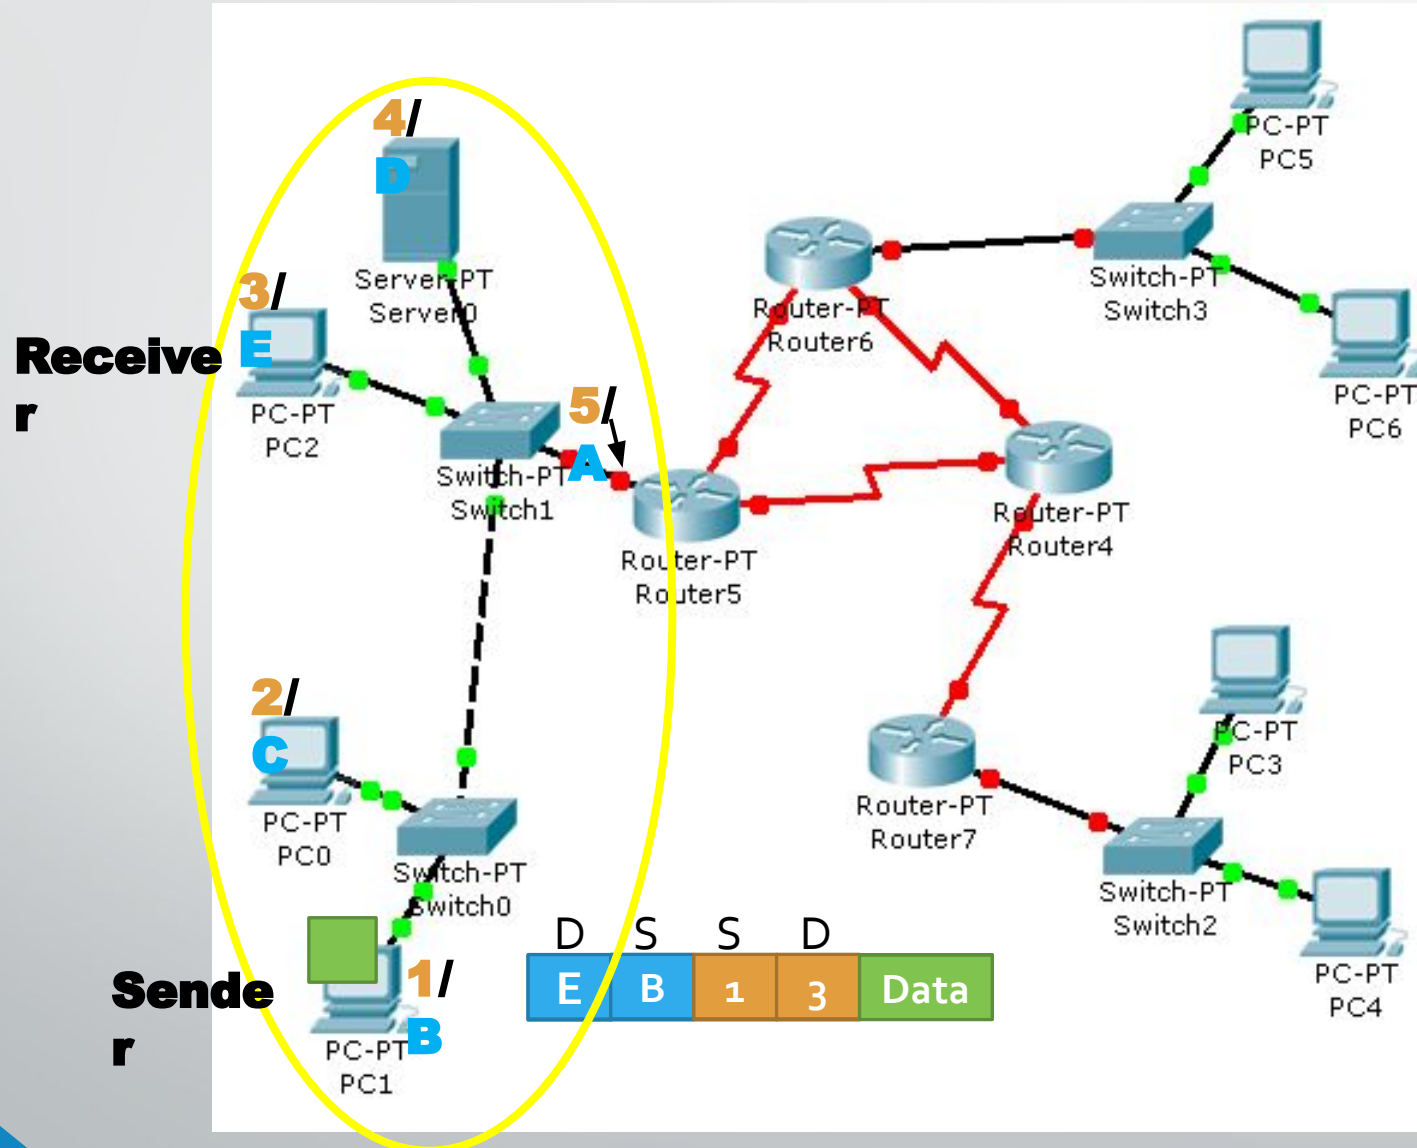 4/
D
Server-PT
Server0
3/
E
Receive
r
PC-PT
PC2
5/
A
Switch-PT
Switch1
Router-PT
Router5
Router-PT
Router6
Router-PT
Router4
PC-PT
PC5
Switch-PT
Switch3
PC-PT
PC6
2/
C
PC-PT
PC0
Switch-PT
Switch0
Sende
r
1/
B
PC-PT
PC1
D S S D
E B 1 3 Data
Router-PT
Router7
PC-PT
PC3
Switch-PT
Switch2
PC-PT
PC4